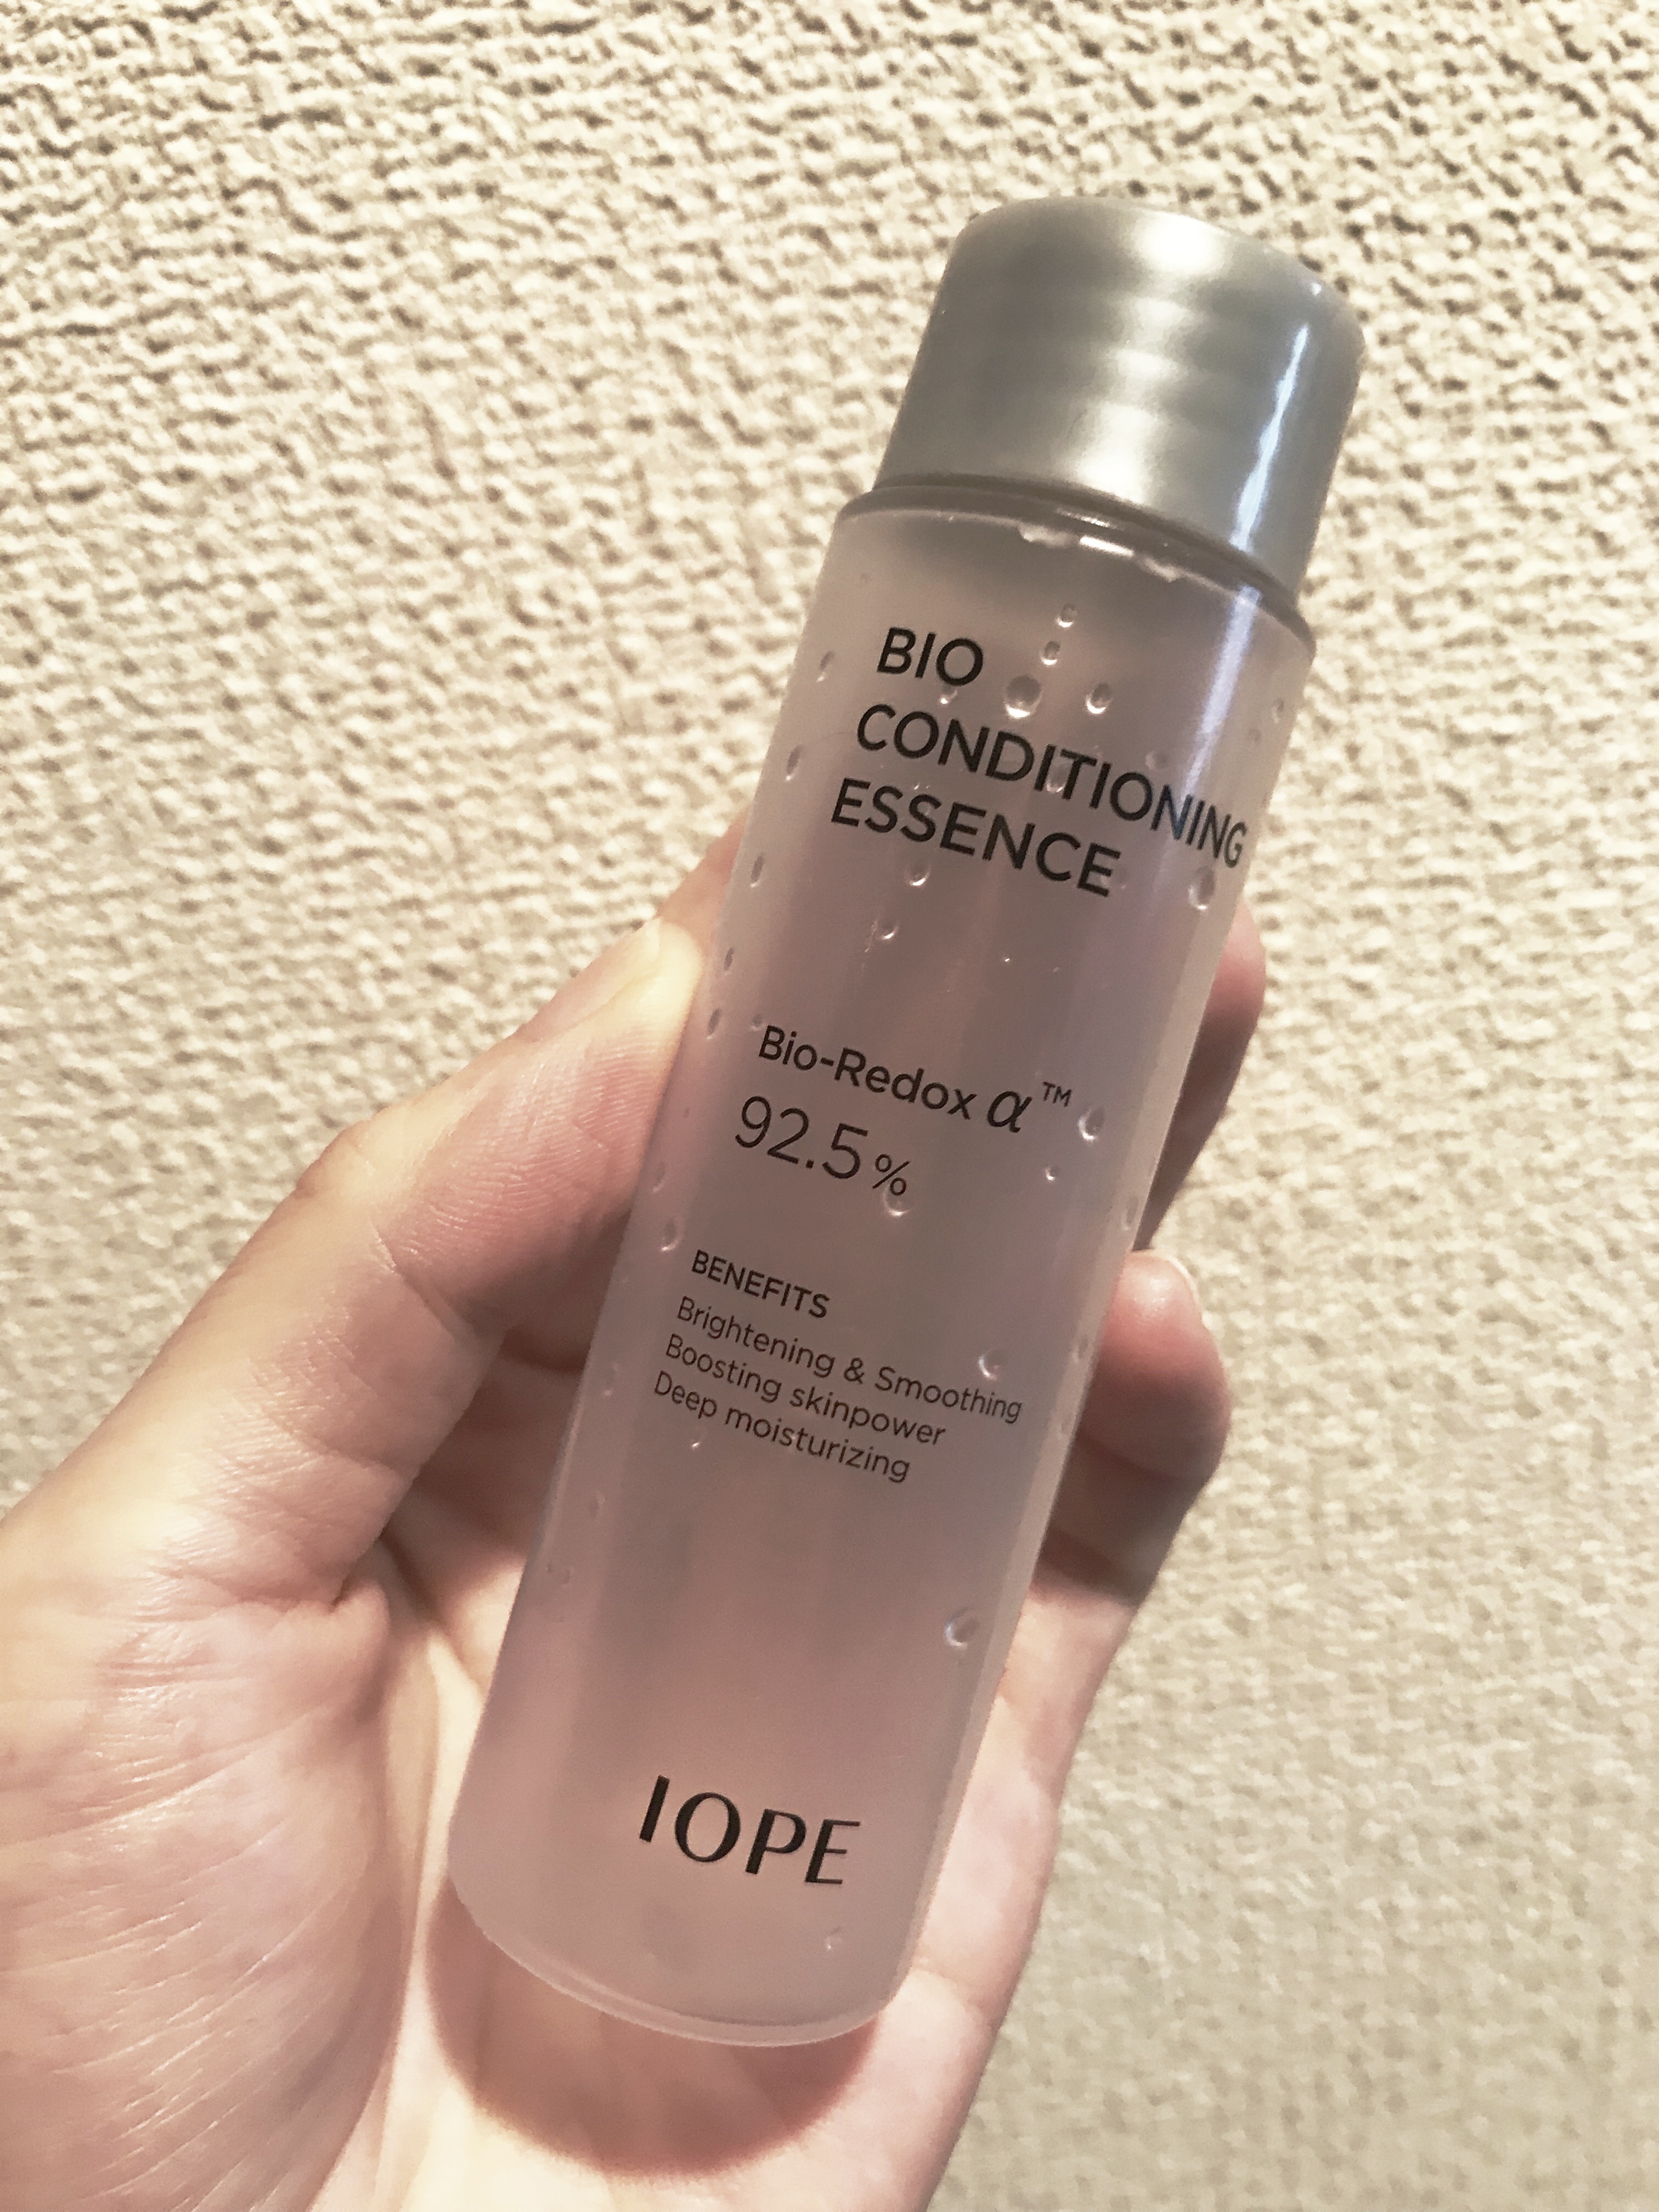 BIO
CONDITIONING
ESSENCE
Bio-Redox α™
92.5%
BENEFITS
Brightening & Smoothing
Boosting skinpower
Deep moisturizing
IOPE